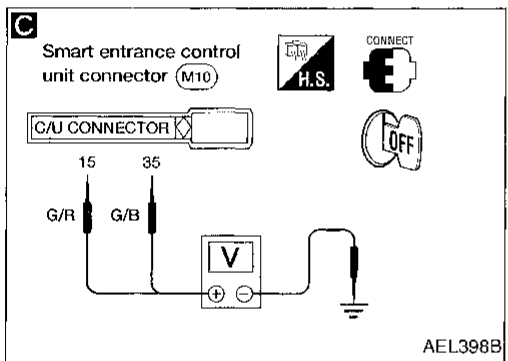 C
Smart entrance control
unit connector M10
H.S.
CONNECT
C/U CONNECTOR
OFF
15 35
G/R G/B
V
+ −
AEL398B